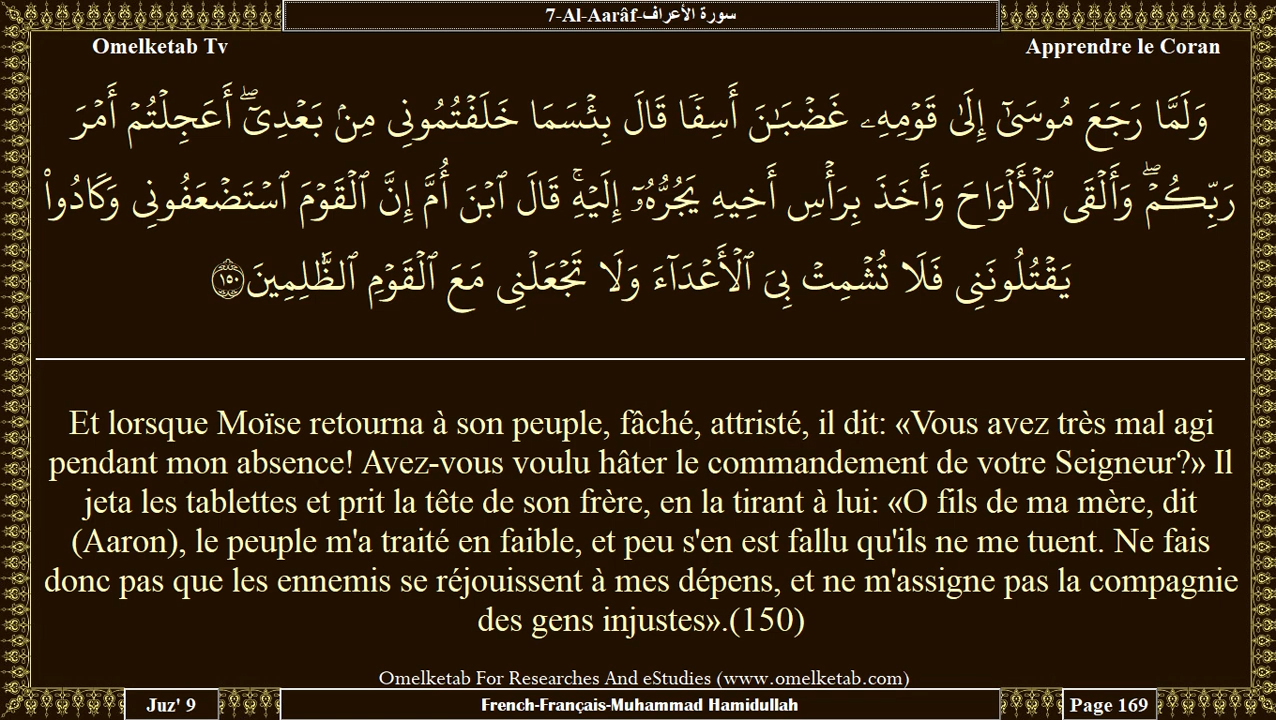 7-Al-Aarâf-سورة الأعراف
Omelketab Tv
Apprendre le Coran
وَلَمَّا رَجَعَ مُوسَىٰٓ إِلَىٰ قَوۡمِهِۦ غَضۡبَـٰنَ أَسِفٗا قَالَ بِئۡسَمَا خَلَفۡتُمُونِي مِنۢ بَعۡدِيٓۖ أَعَجِلۡتُمۡ أَمۡرَ
رَبِّكُمۡۖ وَأَلۡقَى ٱلۡأَلۡوَاحَ وَأَخَذَ بِرَأۡسِ أَخِيهِ يَجُرُّهُۥٓ إِلَيۡهِۚ قَالَ ٱبۡنَ أُمَّ إِنَّ ٱلۡقَوۡمَ ٱسۡتَضۡعَفُونِي وَكَادُواْ
يَقۡتُلُونَنِي فَلَا تُشۡمِتۡ بِيَ ٱلۡأَعۡدَآءَ وَلَا تَجۡعَلۡنِي مَعَ ٱلۡقَوۡمِ ٱلظَّـٰلِمِينَ ١٥٠
Et lorsque Moïse retourna à son peuple, fâché, attristé, il dit: «Vous avez très mal agi
pendant mon absence! Avez-vous voulu hâter le commandement de votre Seigneur?» Il
jeta les tablettes et prit la tête de son frère, en la tirant à lui: «O fils de ma mère, dit
(Aaron), le peuple m'a traité en faible, et peu s'en est fallu qu'ils ne me tuent. Ne fais
donc pas que les ennemis se réjouissent à mes dépens, et ne m'assigne pas la compagnie
des gens injustes».(150)
Omelketab For Researches And eStudies (www.omelketab.com)
Juz' 9
French-Français-Muhammad Hamidullah
Page 169